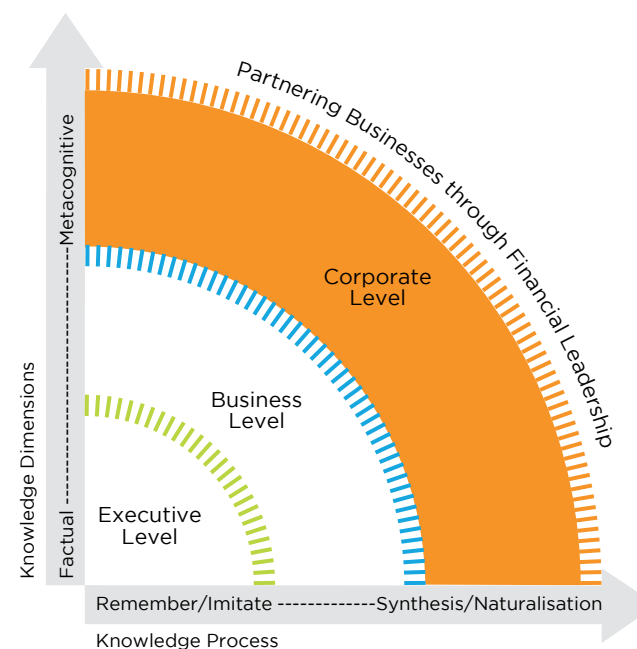 Partnering Businesses through Financial Leadership
Corporate
Level
Business
Level
Executive
Level
Knowledge Dimensions
Factual ---------------------Metacognitive
Remember/Imitate -------------Synthesis/Naturalisation
Knowledge Process